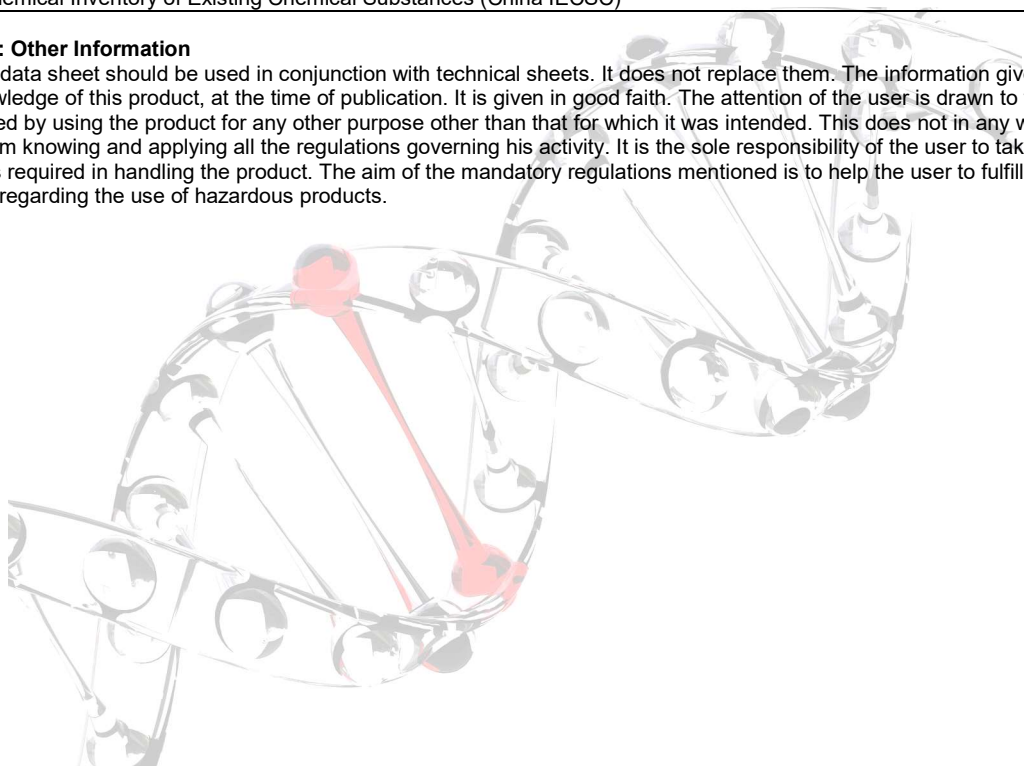 Chemical Inventory of Existing Chemical Substances (China IECSC)
: Other Information
data sheet should be used in conjunction with technical sheets. It does not replace them. The information
of this product, at the time of publication. It is given in good faith. The attention of the user is drawn to
by using the product for any other purpose other than that for which it was intended. This does not in any
knowing and applying all the regulations governing his activity. It is the sole responsibility of the user to
required in handling the product. The aim of the mandatory regulations mentioned is to help the user to fulfill
regarding the use of hazardous products.